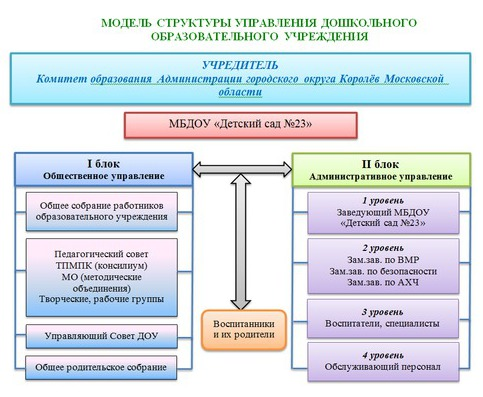 МОДЕЛЬ СТРУКТУРЫ УПРАВЛЕНИЯ ДОШКОЛЬНОГО
ОБРАЗОВАТЕЛЬНОГО УЧРЕЖДЕНИЯ
УЧРЕДИТЕЛЬ
Комитет образования Администрации городского округа Королёв Московской
области
МБДОУ «Детский сад №23»
I блок
Общественное управление
Общее собрание работников
образовательного учреждения
Педагогический совет
ТПМПК (консилиум)
МО (методические
объединения)
Творческие, рабочие группы
Управляющий Совет ДОУ
Общее родительское собрание
Воспитанники
и их родители
II блок
Административное управление
1 уровень
Заведующий МБДОУ
«Детский сад №23»
2 уровень
Зам.зав. по ВМР
Зам.зав. по безопасности
Зам.зав. по АХЧ
3 уровень
Воспитатели, специалисты
4 уровень
Обслуживающий персонал